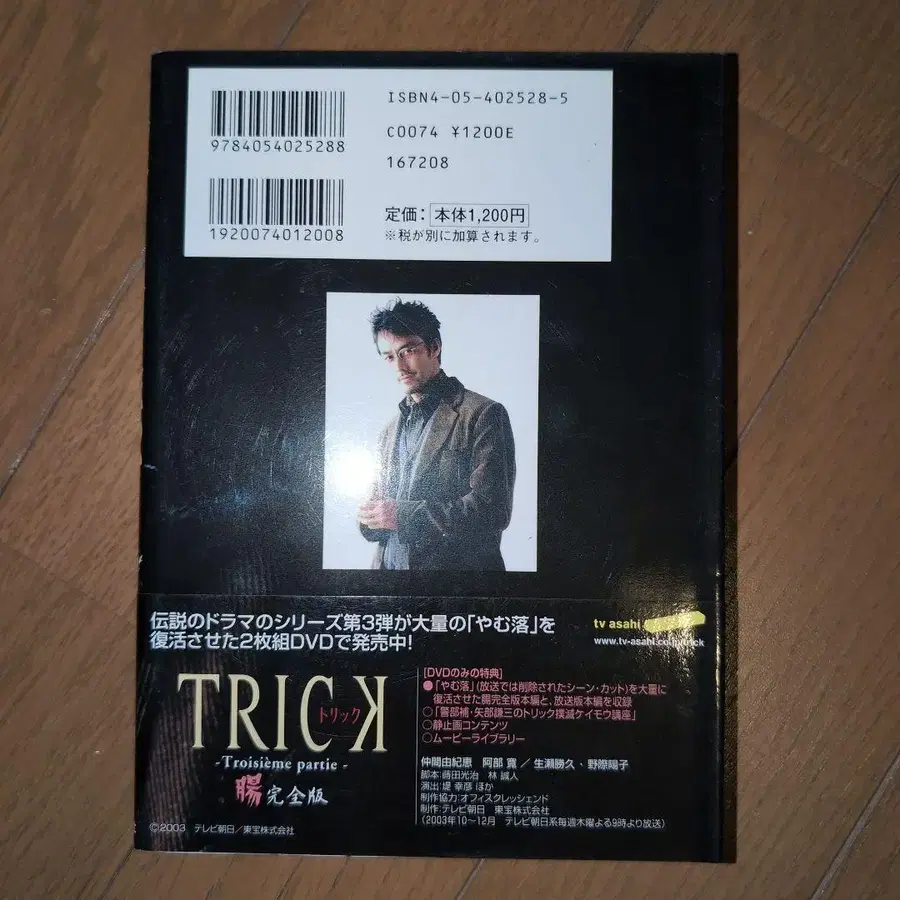 ISBN4-05-402528-5
C0074 ¥1200E
167208
9784054025288
1920074012008
定価：本体1,200円
※税が別に加算されます。
伝説のドラマのシリーズ第3弾が大量の｢やむ落｣を
復活させた2枚組DVDで発売中!
tv asahi
www.tv-asahi.co.jp/trick
TRICK
トリック
-Troisième partie-
腸完全版
©2003 テレビ朝日／東宝株式会社
[DVDのみの特典]
●｢やむ落｣(放送では削除されたシーン・カット)を大量に
復活させた腸完全版本編と、放送版本編を収録
○｢警部補・矢部謙三のトリック撲滅ケイモウ講座｣
○静止画コンテンツ
○ムービーライブラリー
仲間由紀恵 阿部 寛／生瀬勝久・野際陽子
脚本:蒔田光治 林 誠人
演出:堤 幸彦 ほか
制作協力:オフィスクレッシェンド
制作:テレビ朝日 東宝株式会社
(2003年10～12月 テレビ朝日系毎週木曜よる9時より放送)